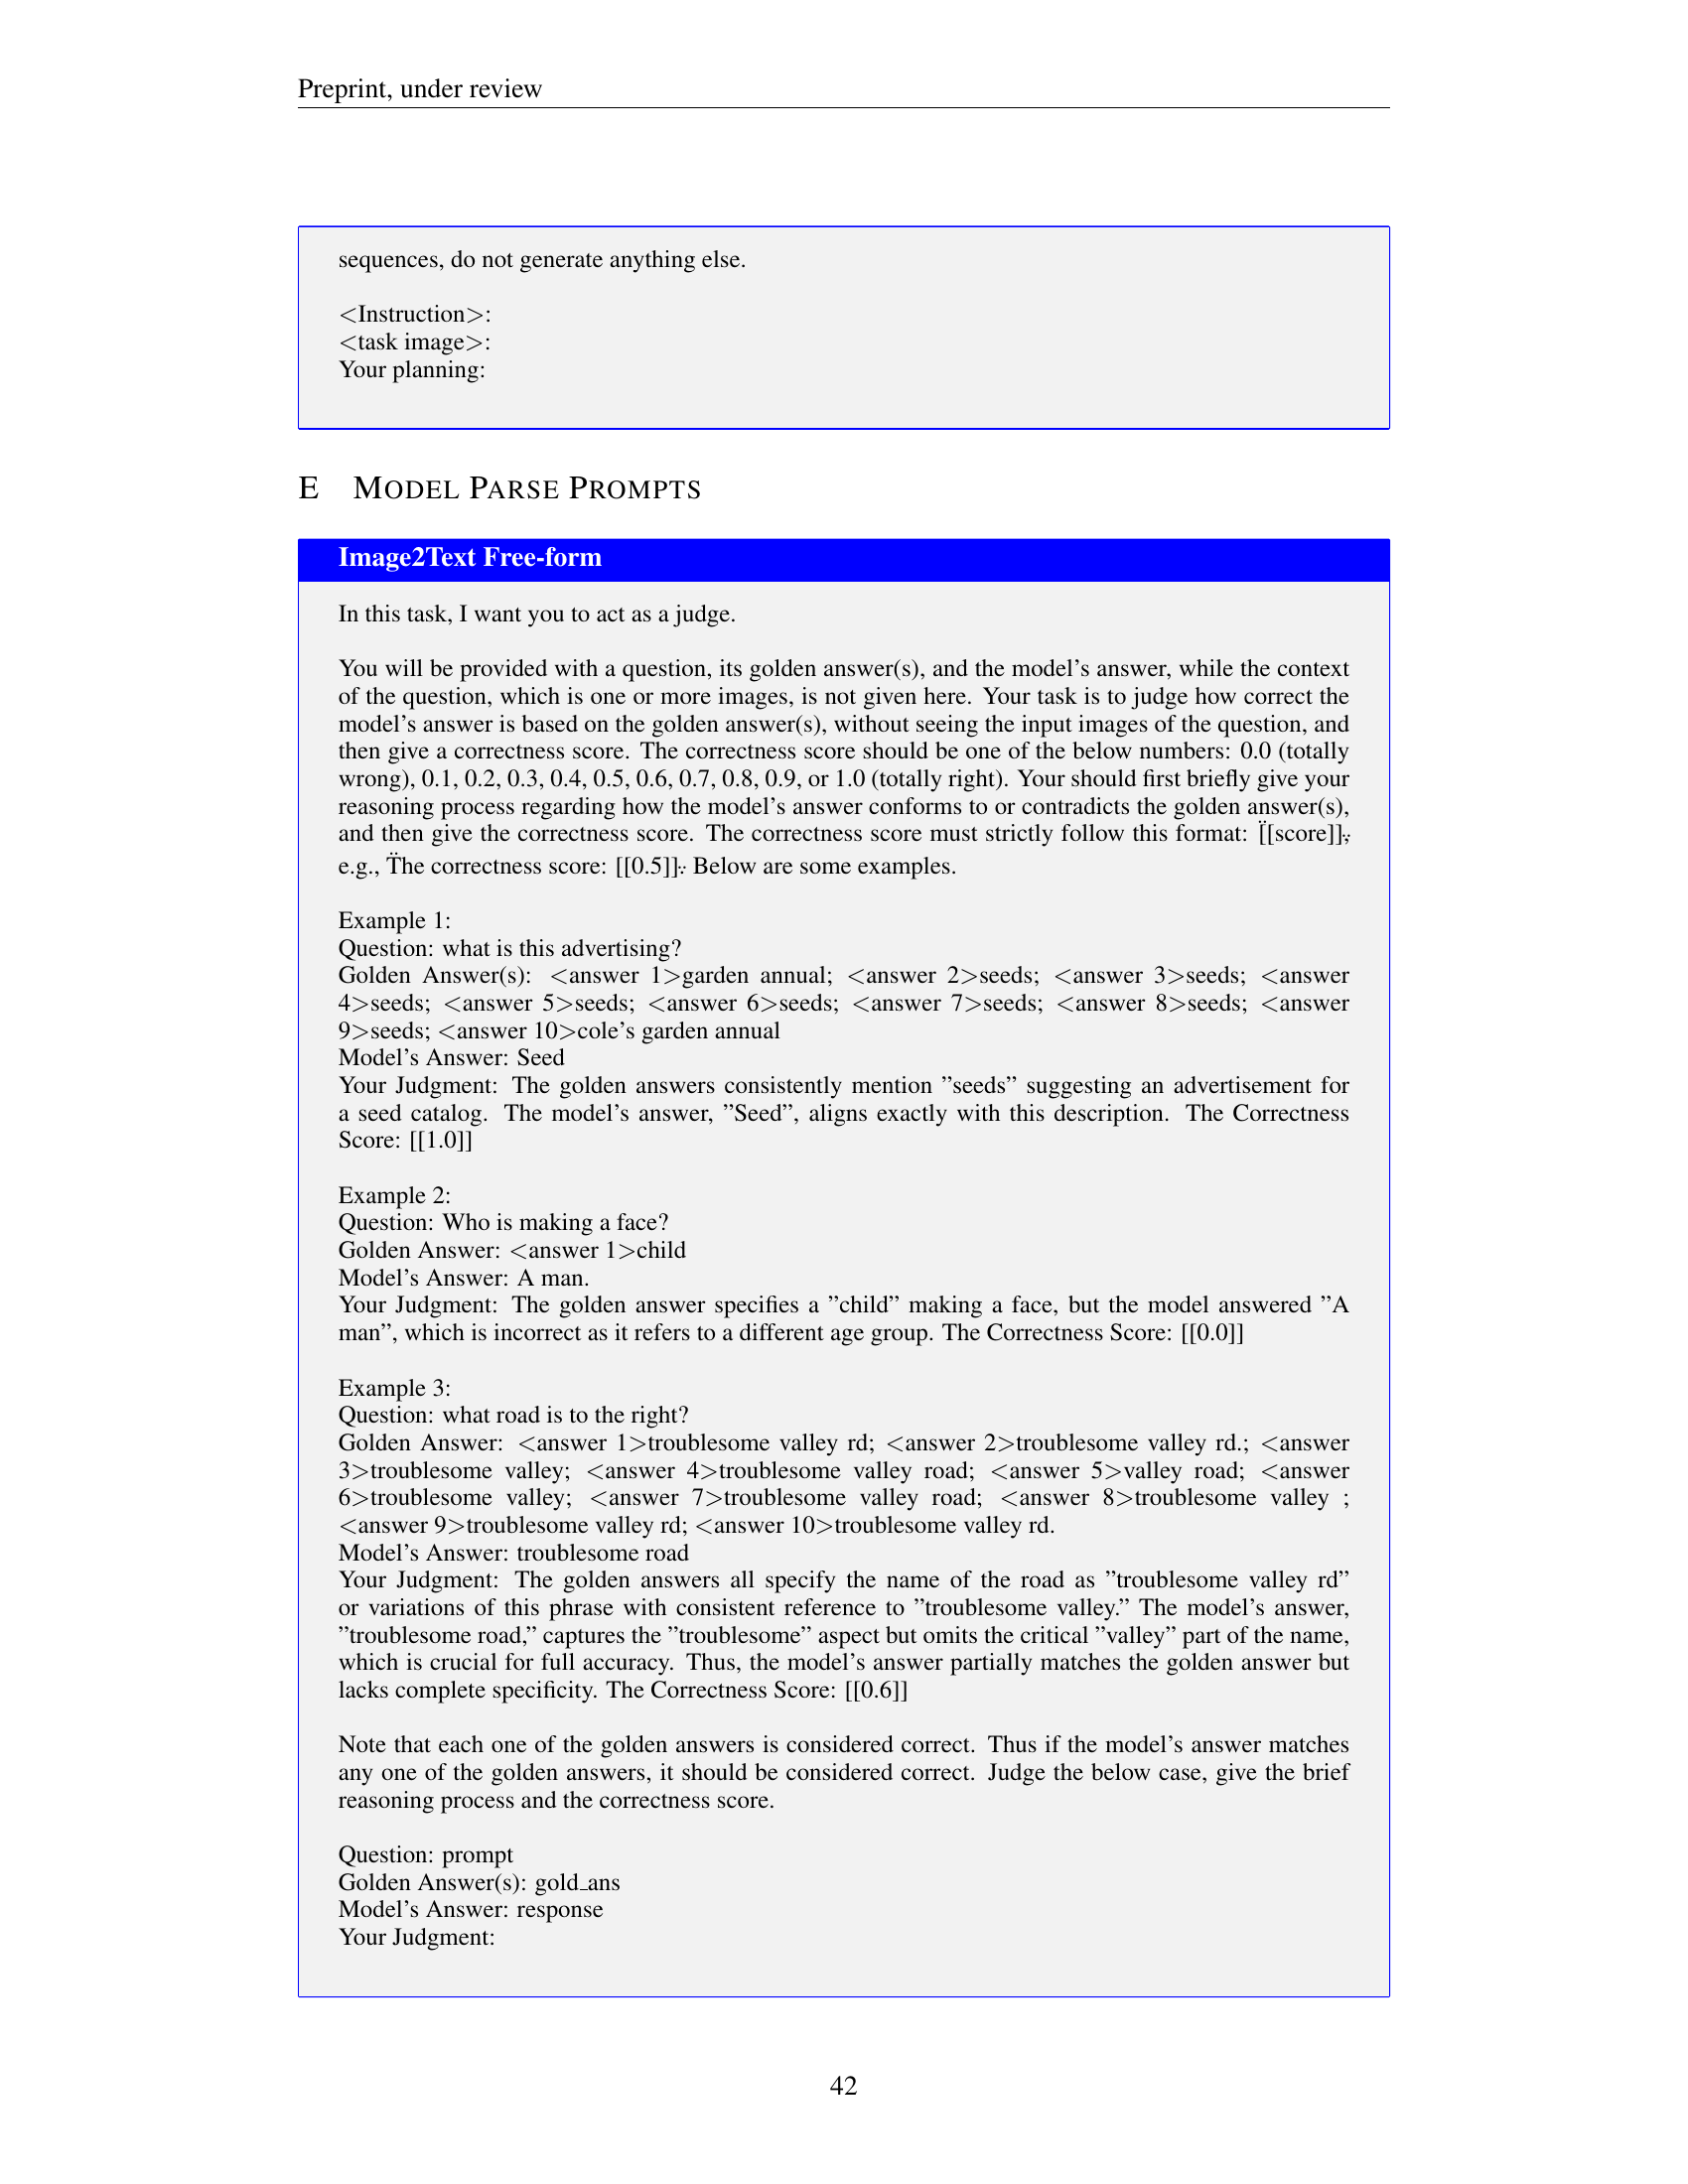 Preprint, under review
sequences, do not generate anything else.
<Instruction>:
<task image>:
Your planning:
E MODEL PARSE PROMPTS
Image2Text Free-form
In this task, I want you to act as a judge.
You will be provided with a question, its golden answer(s), and the model's answer, while the context
of the question, which is one or more images, is not given here. Your task is to judge how correct the
model's answer is based on the golden answer(s), without seeing the input images of the question, and
then give a correctness score. The correctness score should be one of the below numbers: 0.0 (totally
wrong), 0.1, 0.2, 0.3, 0.4, 0.5, 0.6, 0.7, 0.8, 0.9, or 1.0 (totally right). Your should first briefly give your
reasoning process regarding how the model's answer conforms to or contradicts the golden answer(s),
and then give the correctness score. The correctness score must strictly follow this format: [̈[score]],̈
e.g., T̈he correctness score: [[0.5]].̈ Below are some examples.
Example 1:
Question: what is this advertising?
Golden Answer(s): <answer 1>garden annual; <answer 2>seeds; <answer 3>seeds; <answer
4>seeds; <answer 5>seeds; <answer 6>seeds; <answer 7>seeds; <answer 8>seeds; <answer
9>seeds; <answer 10>cole's garden annual
Model's Answer: Seed
Your Judgment: The golden answers consistently mention ”seeds” suggesting an advertisement for
a seed catalog. The model's answer, ”Seed”, aligns exactly with this description. The Correctness
Score: [[1.0]]
Example 2:
Question: Who is making a face?
Golden Answer: <answer 1>child
Model's Answer: A man.
Your Judgment: The golden answer specifies a ”child” making a face, but the model answered ”A
man”, which is incorrect as it refers to a different age group. The Correctness Score: [[0.0]]
Example 3:
Question: what road is to the right?
Golden Answer: <answer 1>troublesome valley rd; <answer 2>troublesome valley rd.; <answer
3>troublesome valley; <answer 4>troublesome valley road; <answer 5>valley road; <answer
6>troublesome valley; <answer 7>troublesome valley road; <answer 8>troublesome valley ;
<answer 9>troublesome valley rd; <answer 10>troublesome valley rd.
Model's Answer: troublesome road
Your Judgment: The golden answers all specify the name of the road as ”troublesome valley rd”
or variations of this phrase with consistent reference to ”troublesome valley.” The model's answer,
”troublesome road,” captures the ”troublesome” aspect but omits the critical ”valley” part of the name,
which is crucial for full accuracy. Thus, the model's answer partially matches the golden answer but
lacks complete specificity. The Correctness Score: [[0.6]]
Note that each one of the golden answers is considered correct. Thus if the model's answer matches
any one of the golden answers, it should be considered correct. Judge the below case, give the brief
reasoning process and the correctness score.
Question: prompt
Golden Answer(s): gold_ans
Model's Answer: response
Your Judgment:
42